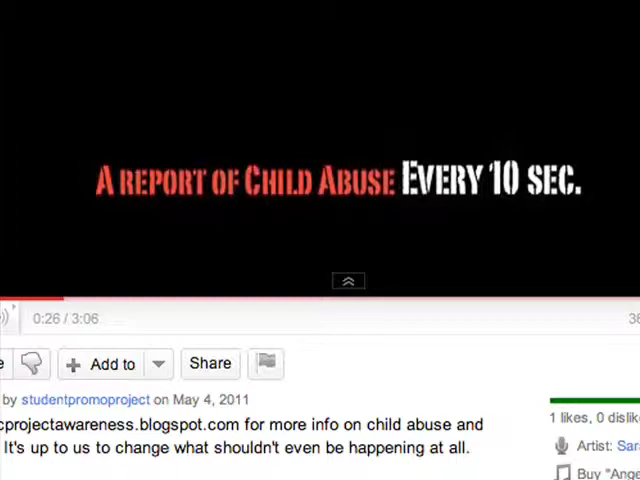 A REPORT OF CHILD ABUSE EVERY 10 SEC.
0:26 / 3:06
Add to
Share
by studentpromoproject on May 4, 2011
cprojectawareness.blogspot.com for more info on child abuse and
It's up to us to change what shouldn't even be happening at all.
1 likes, 0 dislik
Artist: Sar
Buy "Ange